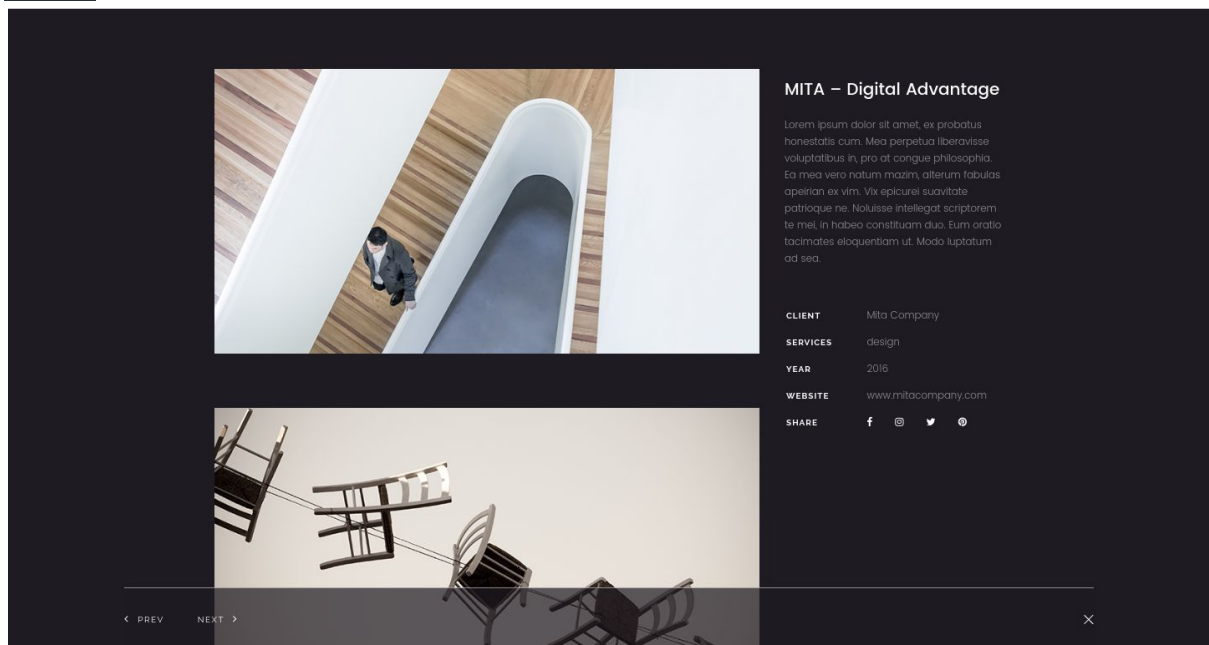 MITA – Digital Advantage
Lorem ipsum dolor sit amet, ex probatus
honestatis cum. Mea perpetua liberavisse
voluptatibus in, pro at congue philosophia.
Ea mea vero natum mazim, alterum fabulas
apeirian ex vim. Vix epicurei suavitate
patrioque ne. Noluisse intellegat scriptorem
te mei, in habeo constituam duo. Eum oratio
tacimates eloquentiam ut. Modo luptatum
ad sea.
CLIENT Mita Company
SERVICES design
YEAR 2016
WEBSITE www.mitacompany.com
SHARE
PREV NEXT